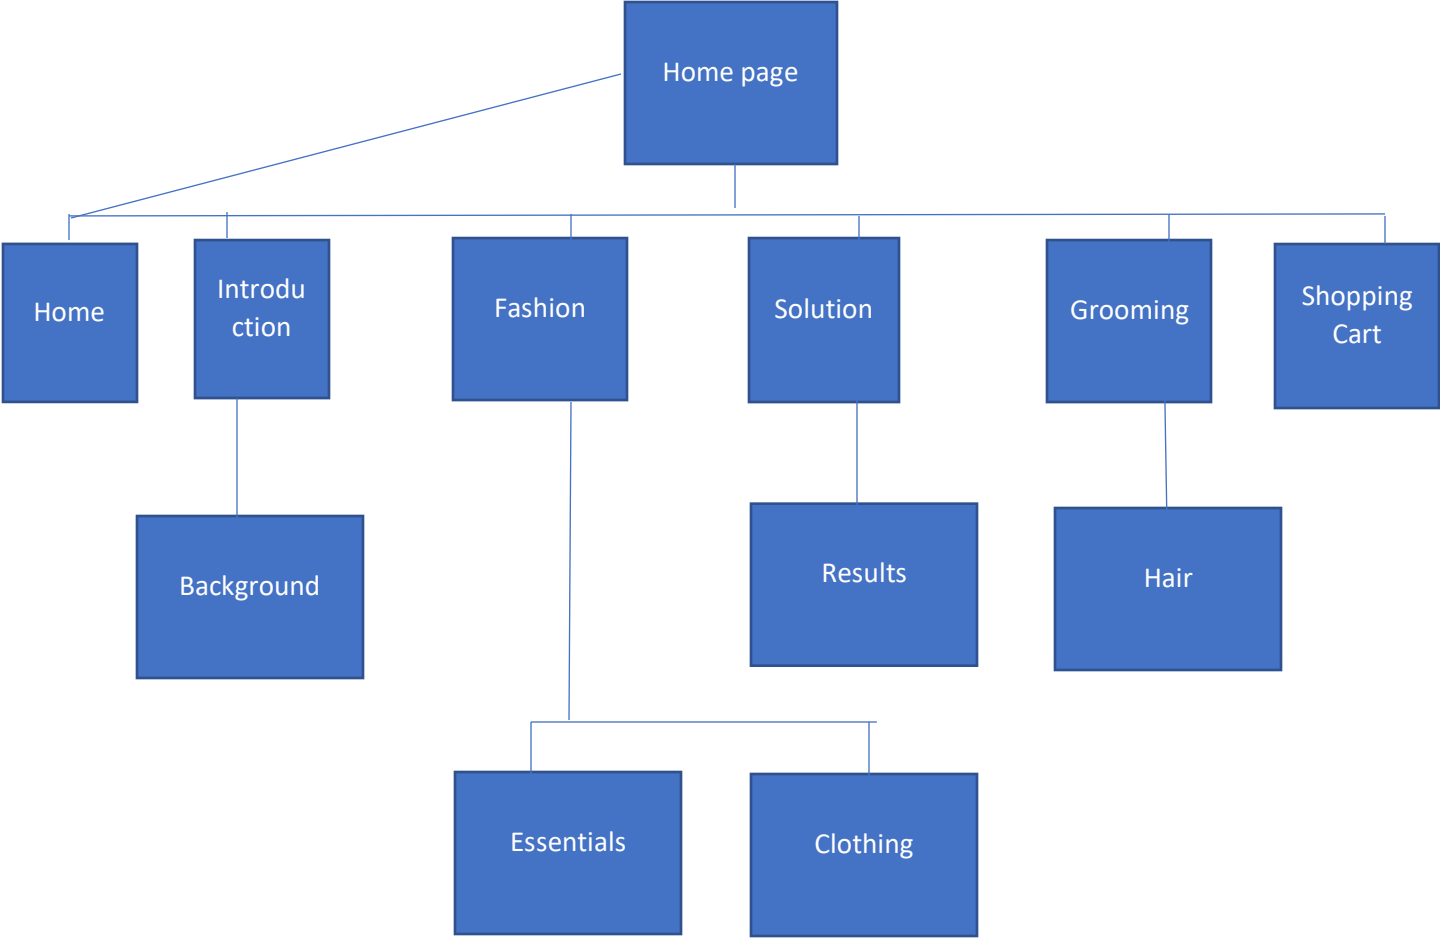 Home page
Home
Introdu
ction
Fashion
Solution
Grooming
Shopping
Cart
Background
Results
Hair
Essentials
Clothing